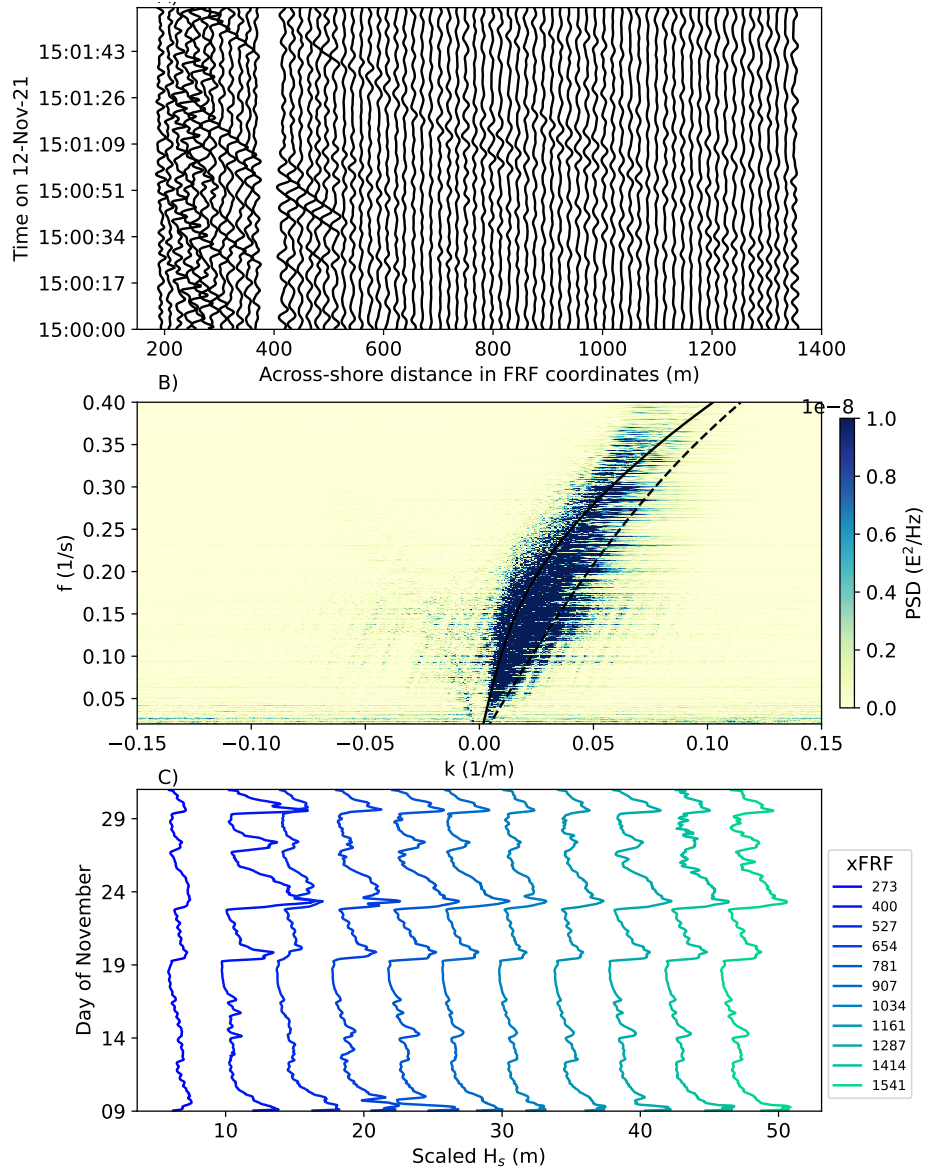 15:01:43
15:01:26
15:01:09
15:00:51
15:00:34
15:00:17
15:00:00
Time on 12-Nov-21
200 400 600 800 1000 1200 1400
Across-shore distance in FRF coordinates (m)
B)
0.40
0.35
0.30
0.25
0.20
0.15
0.10
0.05
f (1/s)
−0.15 −0.10 −0.05 0.00 0.05 0.10 0.15
k (1/m)
1e−8
1.0
0.8
0.6
0.4
0.2
0.0
PSD (E²/Hz)
C)
29
24
19
14
09
Day of November
10 20 30 40 50
Scaled Hₛ (m)
xFRF
273
400
527
654
781
907
1034
1161
1287
1414
1541